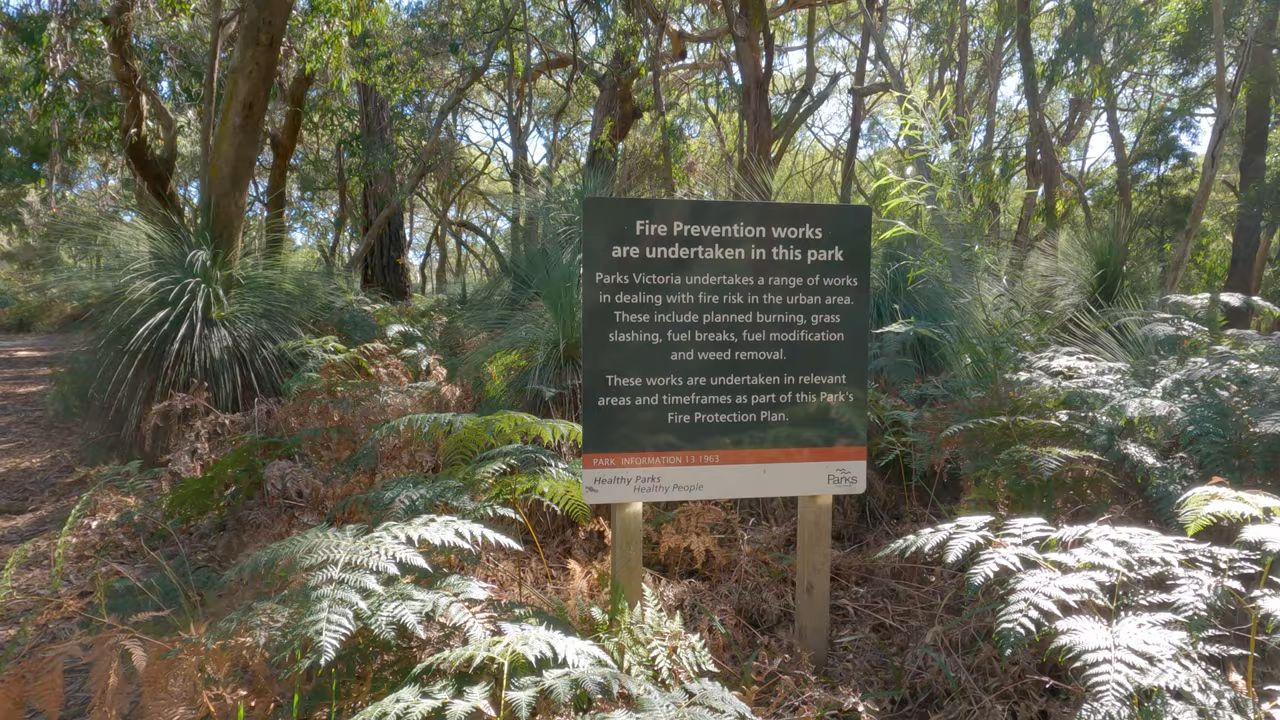 Fire Prevention works
are undertaken in this park
Parks Victoria undertakes a range of works
in dealing with fire risk in the urban area.
These include planned burning, grass
slashing, fuel breaks, fuel modification
and weed removal.
These works are undertaken in relevant
areas and timeframes as part of this Park's
Fire Protection Plan.
PARK INFORMATION 13 1963
Healthy Parks
Healthy People
Parks